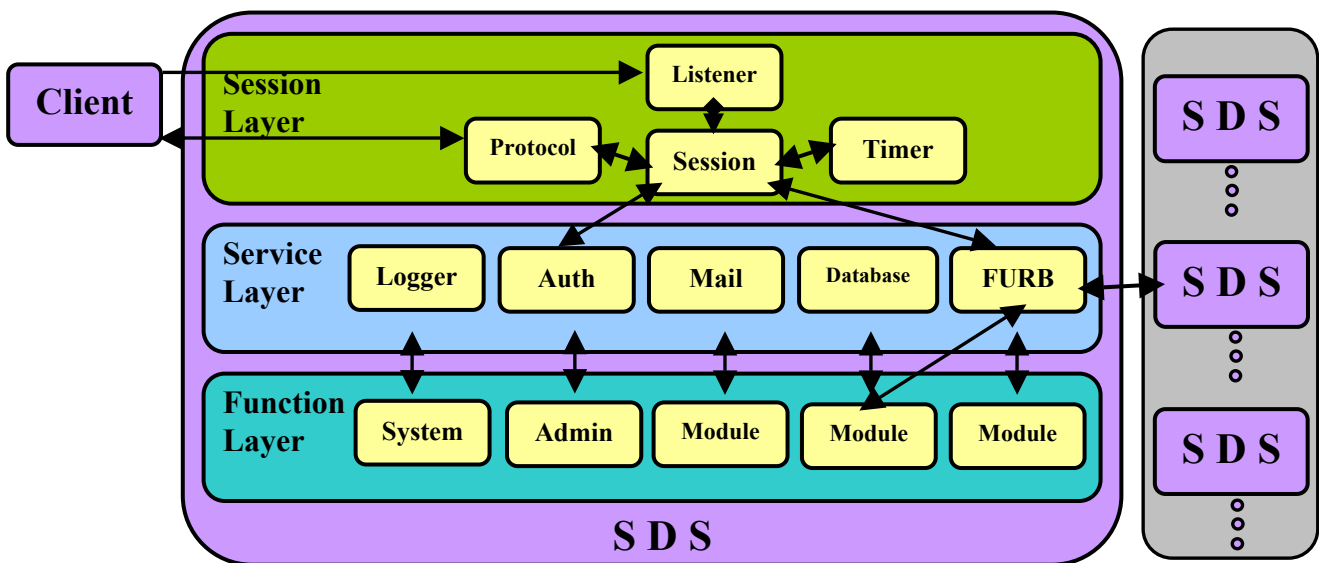 Client
Session
Layer
Listener
Protocol
Session
Timer
Service
Layer
Logger
Auth
Mail
Database
FURB
Function
Layer
System
Admin
Module
Module
Module
S D S
S D S
S D S
S D S